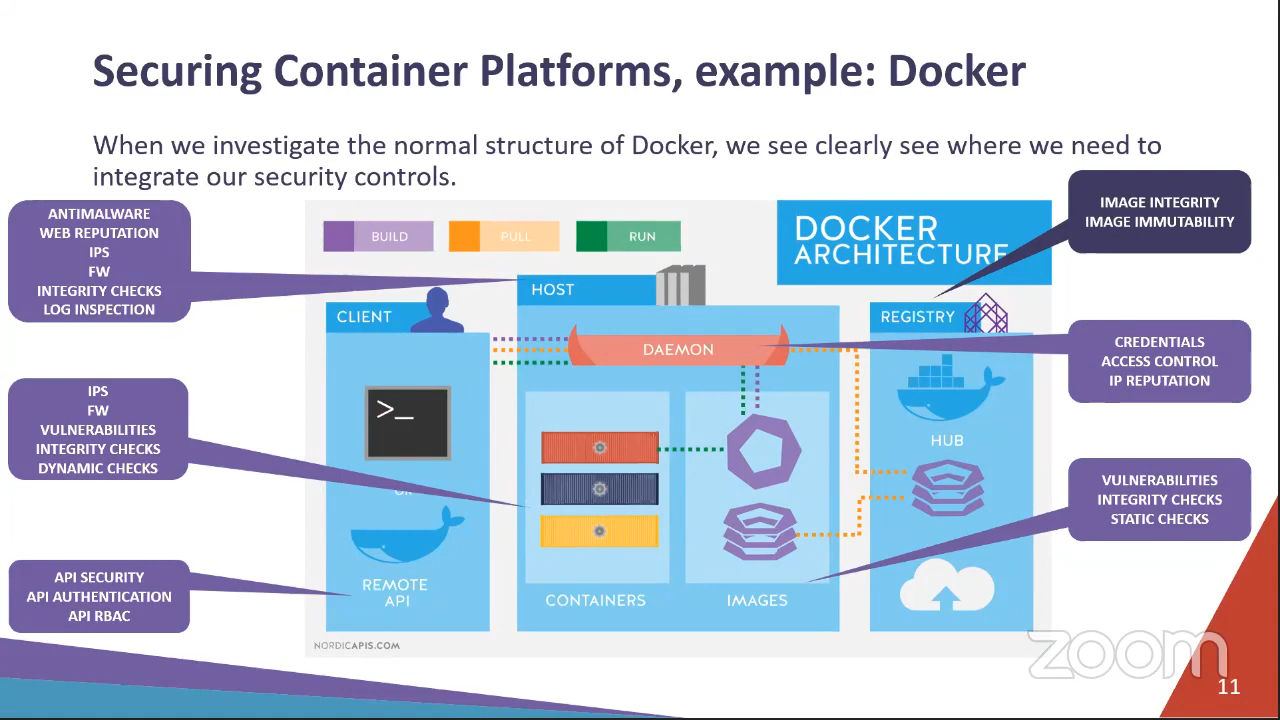 Securing Container Platforms, example: Docker
When we investigate the normal structure of Docker, we see clearly see where we need to
integrate our security controls.
ANTIMALWARE
WEB REPUTATION
IPS
FW
INTEGRITY CHECKS
LOG INSPECTION
IPS
FW
VULNERABILITIES
INTEGRITY CHECKS
DYNAMIC CHECKS
API SECURITY
API AUTHENTICATION
API RBAC
BUILD
PULL
RUN
DOCKER
ARCHITECTURE
CLIENT
>_
OR
REMOTE
API
HOST
DAEMON
CONTAINERS
IMAGES
REGISTRY
HUB
NORDICAPIS.COM
IMAGE INTEGRITY
IMAGE IMMUTABILITY
CREDENTIALS
ACCESS CONTROL
IP REPUTATION
VULNERABILITIES
INTEGRITY CHECKS
STATIC CHECKS
zoom
11